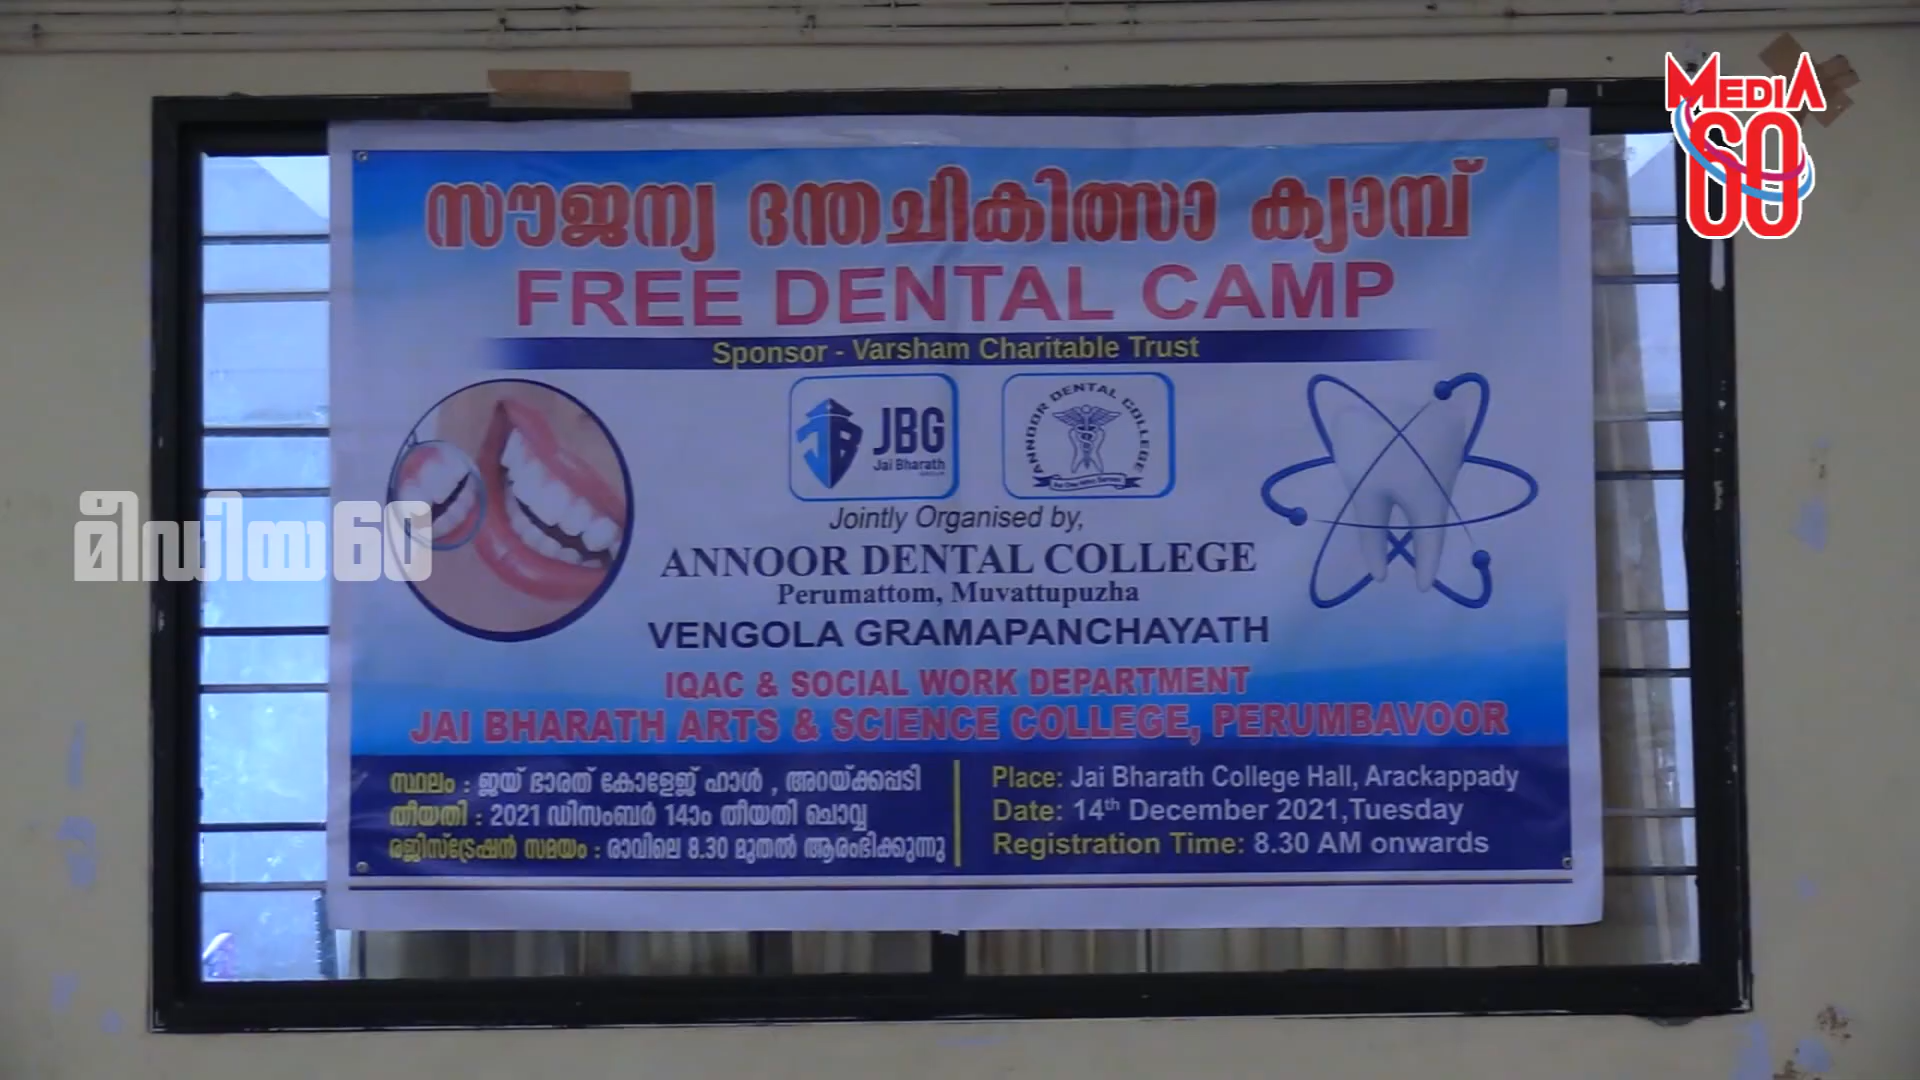 MEDIA
60
സൗജന്യ ദന്തചികിത്സാ ക്യാമ്പ്
FREE DENTAL CAMP
Sponsor - Varsham Charitable Trust
JBG
Jai Bharath
ANNOOR DENTAL COLLEGE
Jointly Organised by,
മീഡിയ60
ANNOOR DENTAL COLLEGE
Perumattom, Muvattupuzha
VENGOLA GRAMAPANCHAYATH
IQAC & SOCIAL WORK DEPARTMENT
JAI BHARATH ARTS & SCIENCE COLLEGE, PERUMBAVOOR
സ്ഥലം : ജയ് ഭാരത് കോളേജ് ഹാൾ , അറയ്ക്കപ്പടി
തീയതി : 2021 ഡിസംബർ 14ാം തീയതി ചൊവ്വ
രജിസ്ട്രേഷൻ സമയം : രാവിലെ 8.30 മുതൽ ആരംഭിക്കുന്നു
Place: Jai Bharath College Hall, Arackappady
Date: 14th December 2021,Tuesday
Registration Time: 8.30 AM onwards